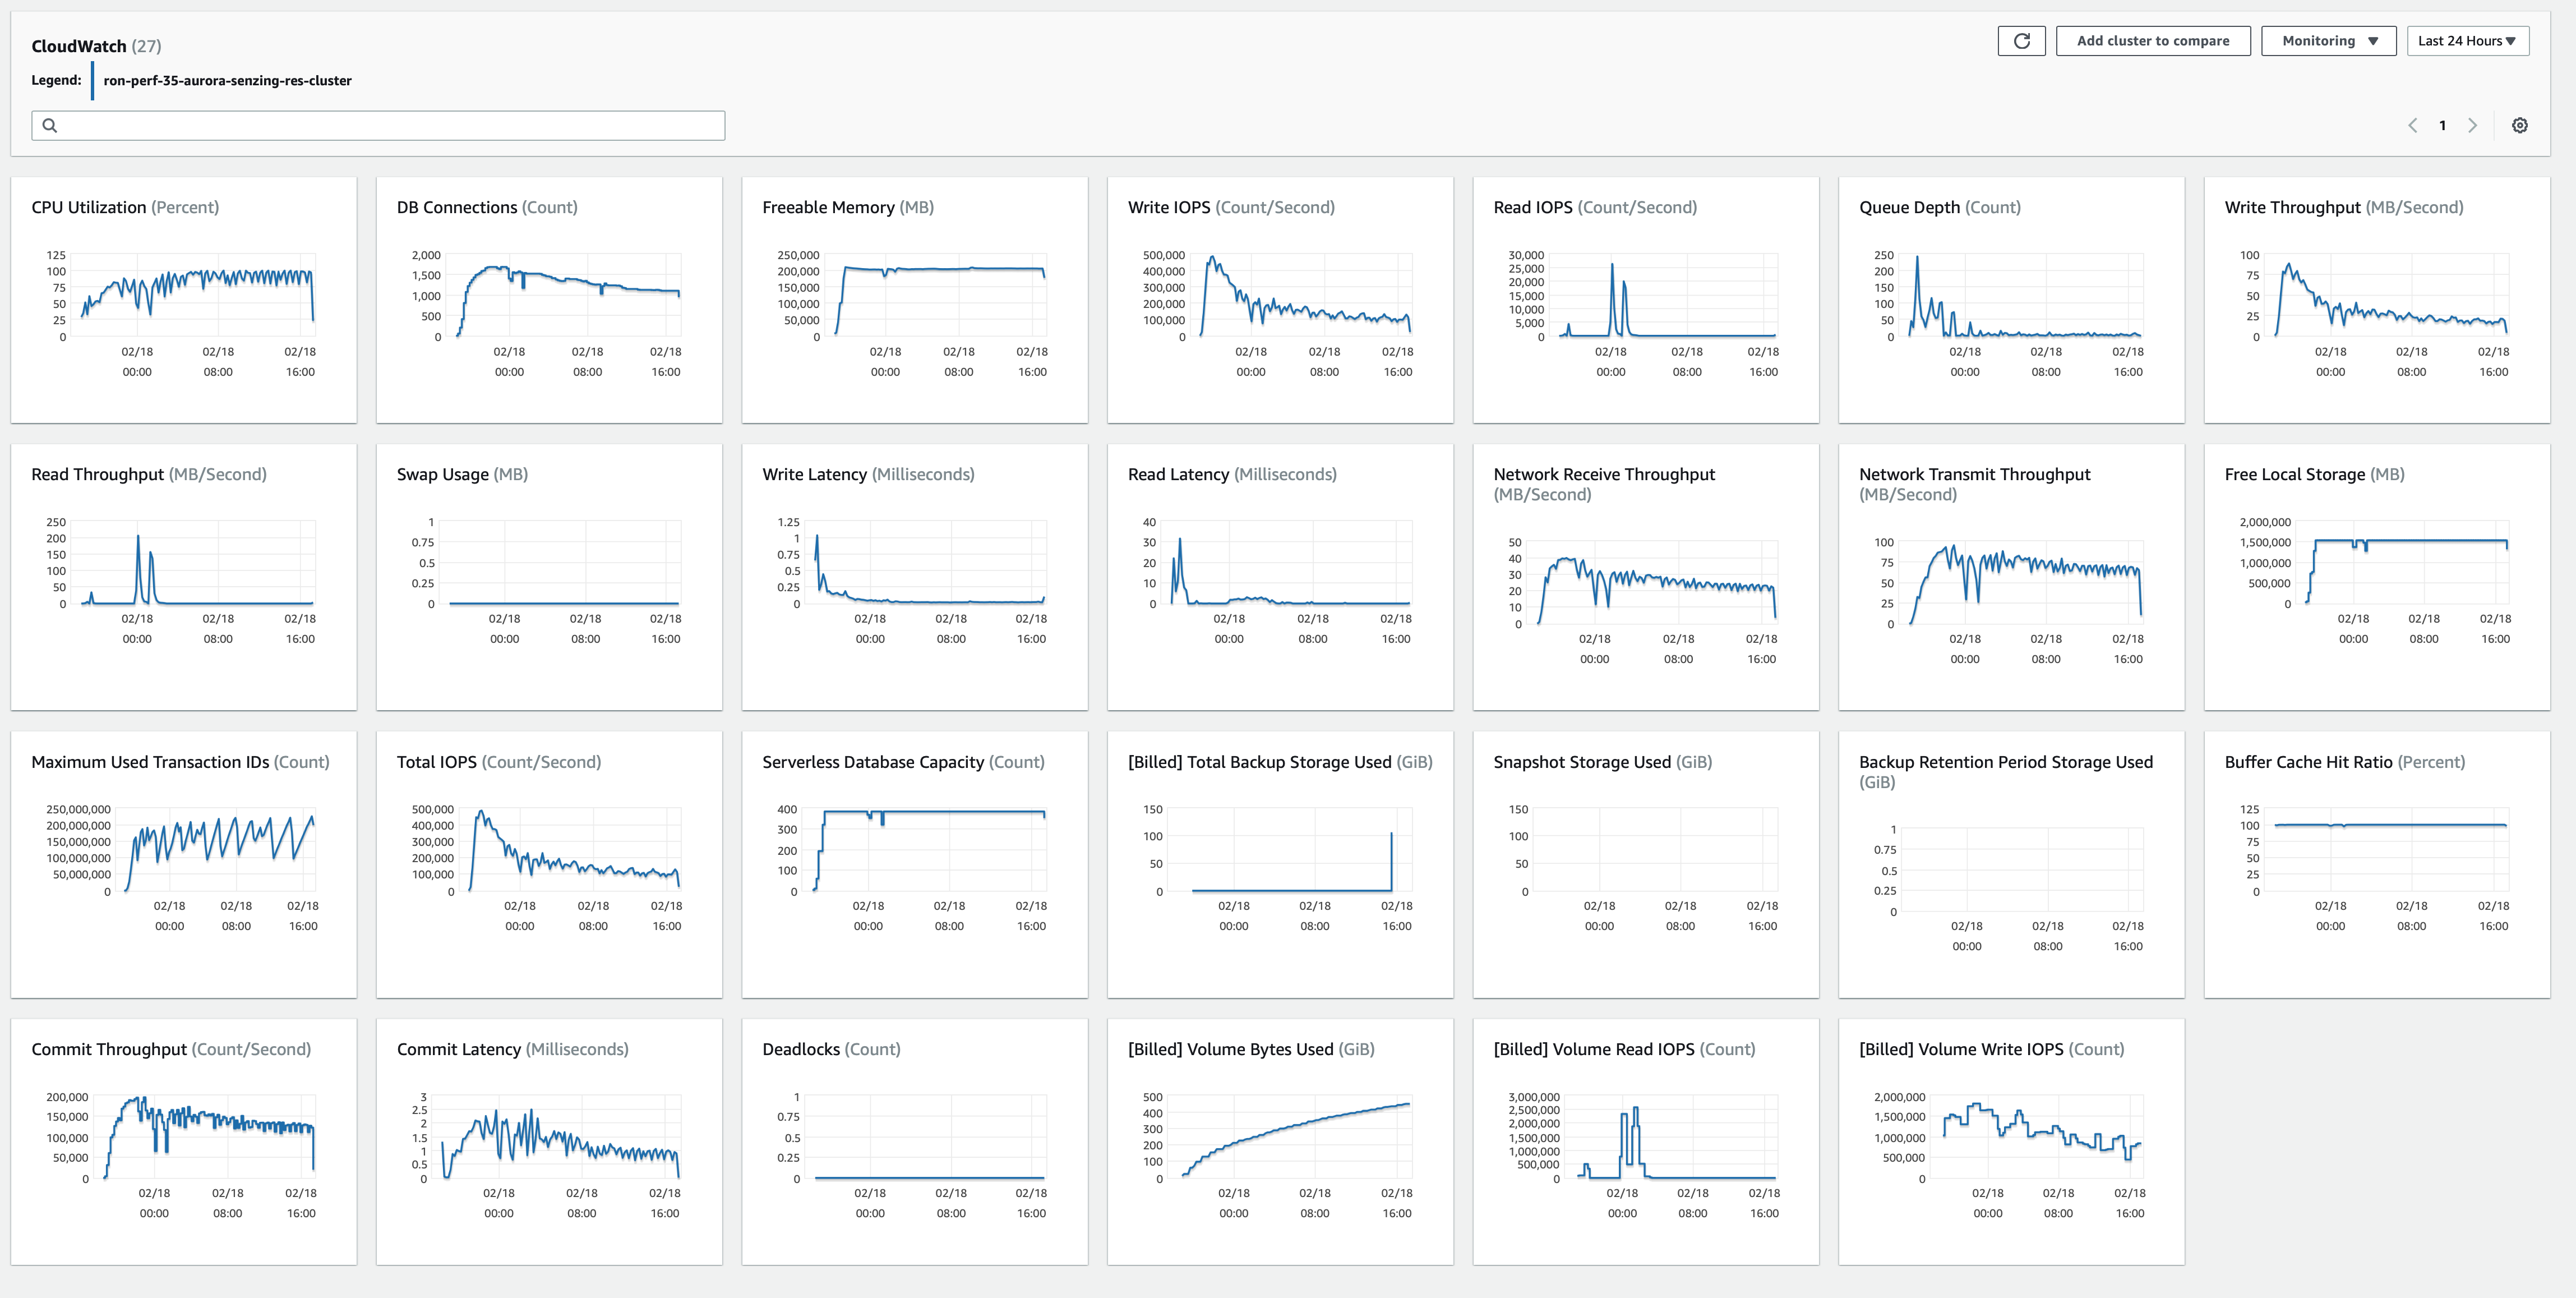 CloudWatch (27)
Add cluster to compare
Monitoring
Last 24 Hours
Legend:
ron-perf-35-aurora-senzing-res-cluster
1
CPU Utilization (Percent)
125
100
75
50
25
0
02/18 02/18 02/18
00:00 08:00 16:00
DB Connections (Count)
2,000
1,500
1,000
500
0
02/18 02/18 02/18
00:00 08:00 16:00
Freeable Memory (MB)
250,000
200,000
150,000
100,000
50,000
0
02/18 02/18 02/18
00:00 08:00 16:00
Write IOPS (Count/Second)
500,000
400,000
300,000
200,000
100,000
0
02/18 02/18 02/18
00:00 08:00 16:00
Read IOPS (Count/Second)
30,000
25,000
20,000
15,000
10,000
5,000
0
02/18 02/18 02/18
00:00 08:00 16:00
Queue Depth (Count)
250
200
150
100
50
0
02/18 02/18 02/18
00:00 08:00 16:00
Write Throughput (MB/Second)
100
75
50
25
0
02/18 02/18 02/18
00:00 08:00 16:00
Read Throughput (MB/Second)
250
200
150
100
50
0
02/18 02/18 02/18
00:00 08:00 16:00
Swap Usage (MB)
1
0.75
0.5
0.25
0
02/18 02/18 02/18
00:00 08:00 16:00
Write Latency (Milliseconds)
1.25
1
0.75
0.5
0.25
0
02/18 02/18 02/18
00:00 08:00 16:00
Read Latency (Milliseconds)
40
30
20
10
0
02/18 02/18 02/18
00:00 08:00 16:00
Network Receive Throughput
(MB/Second)
50
40
30
20
10
0
02/18 02/18 02/18
00:00 08:00 16:00
Network Transmit Throughput
(MB/Second)
100
75
50
25
0
02/18 02/18 02/18
00:00 08:00 16:00
Free Local Storage (MB)
2,000,000
1,500,000
1,000,000
500,000
0
02/18 02/18 02/18
00:00 08:00 16:00
Maximum Used Transaction IDs (Count)
250,000,000
200,000,000
150,000,000
100,000,000
50,000,000
0
02/18 02/18 02/18
00:00 08:00 16:00
Total IOPS (Count/Second)
500,000
400,000
300,000
200,000
100,000
0
02/18 02/18 02/18
00:00 08:00 16:00
Serverless Database Capacity (Count)
400
300
200
100
0
02/18 02/18 02/18
00:00 08:00 16:00
[Billed] Total Backup Storage Used (GiB)
150
100
50
0
02/18 02/18 02/18
00:00 08:00 16:00
Snapshot Storage Used (GiB)
150
100
50
0
02/18 02/18 02/18
00:00 08:00 16:00
Backup Retention Period Storage Used
(GiB)
1
0.75
0.5
0.25
0
02/18 02/18 02/18
00:00 08:00 16:00
Buffer Cache Hit Ratio (Percent)
125
100
75
50
25
0
02/18 02/18 02/18
00:00 08:00 16:00
Commit Throughput (Count/Second)
200,000
150,000
100,000
50,000
0
02/18 02/18 02/18
00:00 08:00 16:00
Commit Latency (Milliseconds)
3
2.5
2
1.5
1
0.5
0
02/18 02/18 02/18
00:00 08:00 16:00
Deadlocks (Count)
1
0.75
0.5
0.25
0
02/18 02/18 02/18
00:00 08:00 16:00
[Billed] Volume Bytes Used (GiB)
500
400
300
200
100
0
02/18 02/18 02/18
00:00 08:00 16:00
[Billed] Volume Read IOPS (Count)
3,000,000
2,500,000
2,000,000
1,500,000
1,000,000
500,000
0
02/18 02/18 02/18
00:00 08:00 16:00
[Billed] Volume Write IOPS (Count)
2,000,000
1,500,000
1,000,000
500,000
0
02/18 02/18 02/18
00:00 08:00 16:00